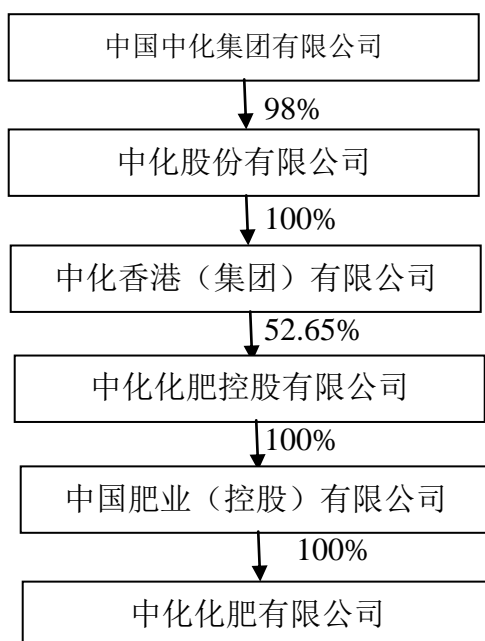 中国中化集团有限公司
98%
中化股份有限公司
100%
中化香港（集团）有限公司
52.65%
中化化肥控股有限公司
100%
中国肥业（控股）有限公司
100%
中化化肥有限公司